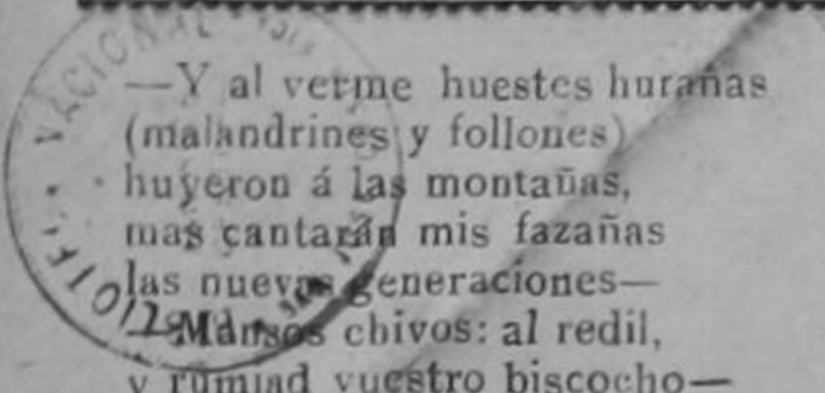 —Y al verme huestes hurañas
(malandrines y follones)
huyeron á las montañas,
mas cantarán mis fazañas
las nuevas generaciones—
—Mansos chivos: al redil,
y rumiad vuestro biscocho—